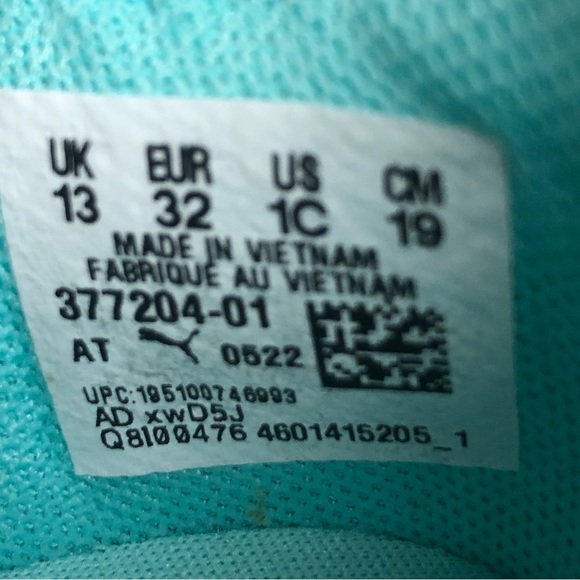 UK EUR US CM
13 32 1C 19
MADE IN VIETNAM
FABRIQUE AU VIETNAM
377204-01
AT 0522
UPC:195100746993
AD xwD5J
Q8I00476 4601415205_1